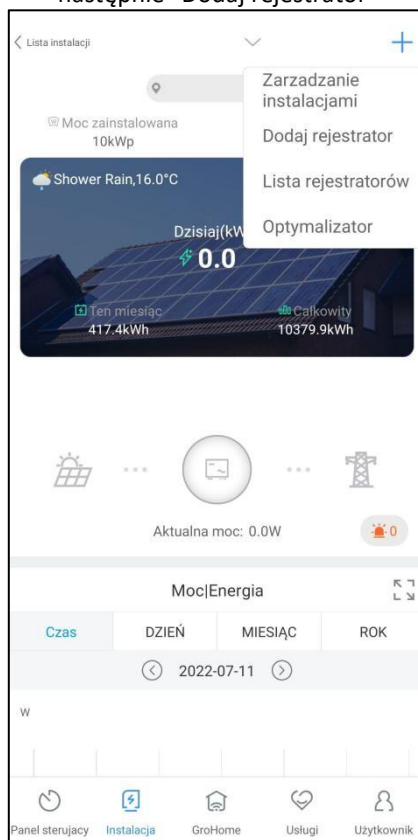 następnie "Dodaj rejestrator"
Lista instalacji
Zarzadzanie
instalacjami
Dodaj rejestrator
Lista rejestratorów
Optymalizator
Moc zainstalowana
10kWp
Shower Rain,16.0°C
Dzisiaj(kW
0.0
Ten miesiąc
417.4kWh
Całkowity
10379.9kWh
Aktualna moc: 0.0W
0
Moc|Energia
Czas
DZIEŃ
MIESIĄC
ROK
2022-07-11
W
Panel sterujacy
Instalacja
GroHome
Usługi
Użytkownik